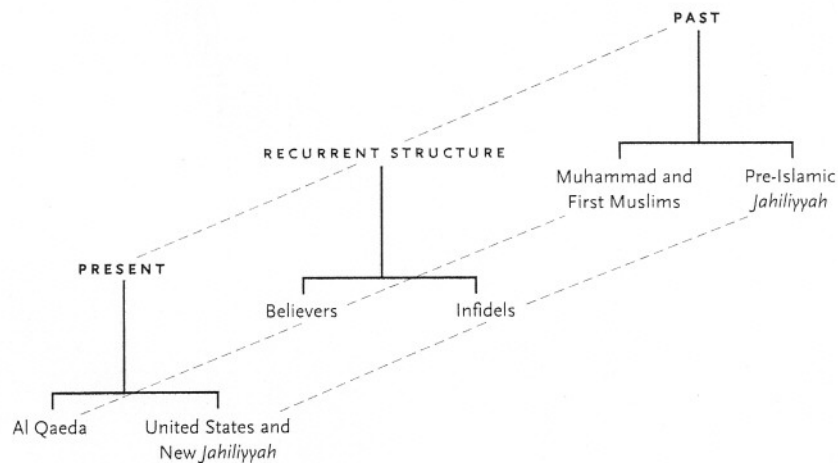 PAST
RECURRENT STRUCTURE
Muhammad and
First Muslims
Pre-Islamic
Jahiliyyah
PRESENT
Believers
Infidels
Al Qaeda
United States and
New Jahiliyyah